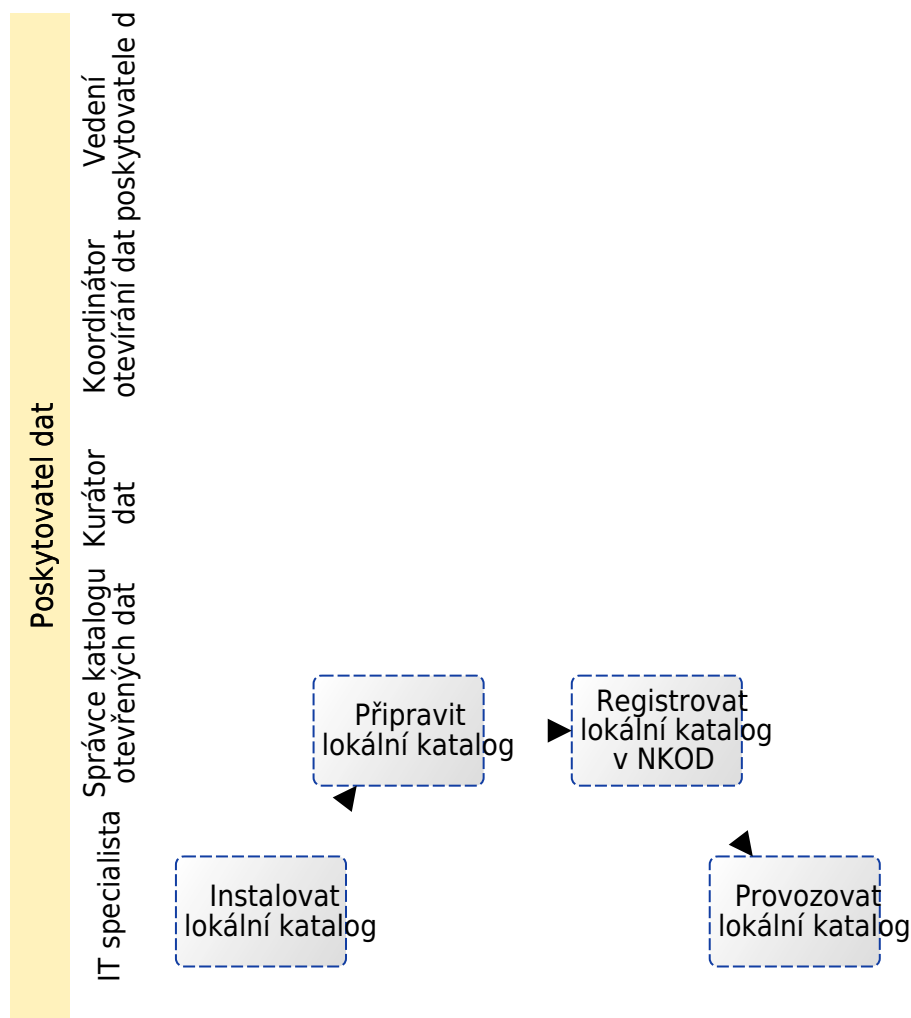 Poskytovatel dat
Vedení
poskytovatele d
Koordinátor
otevírání dat
Kurátor
dat
Správce katalogu
otevřených dat
IT specialista
Připravit
lokální katalog
Registrovat
lokální katalog
v NKOD
Instalovat
lokální katalog
Provozovat
lokální katalog